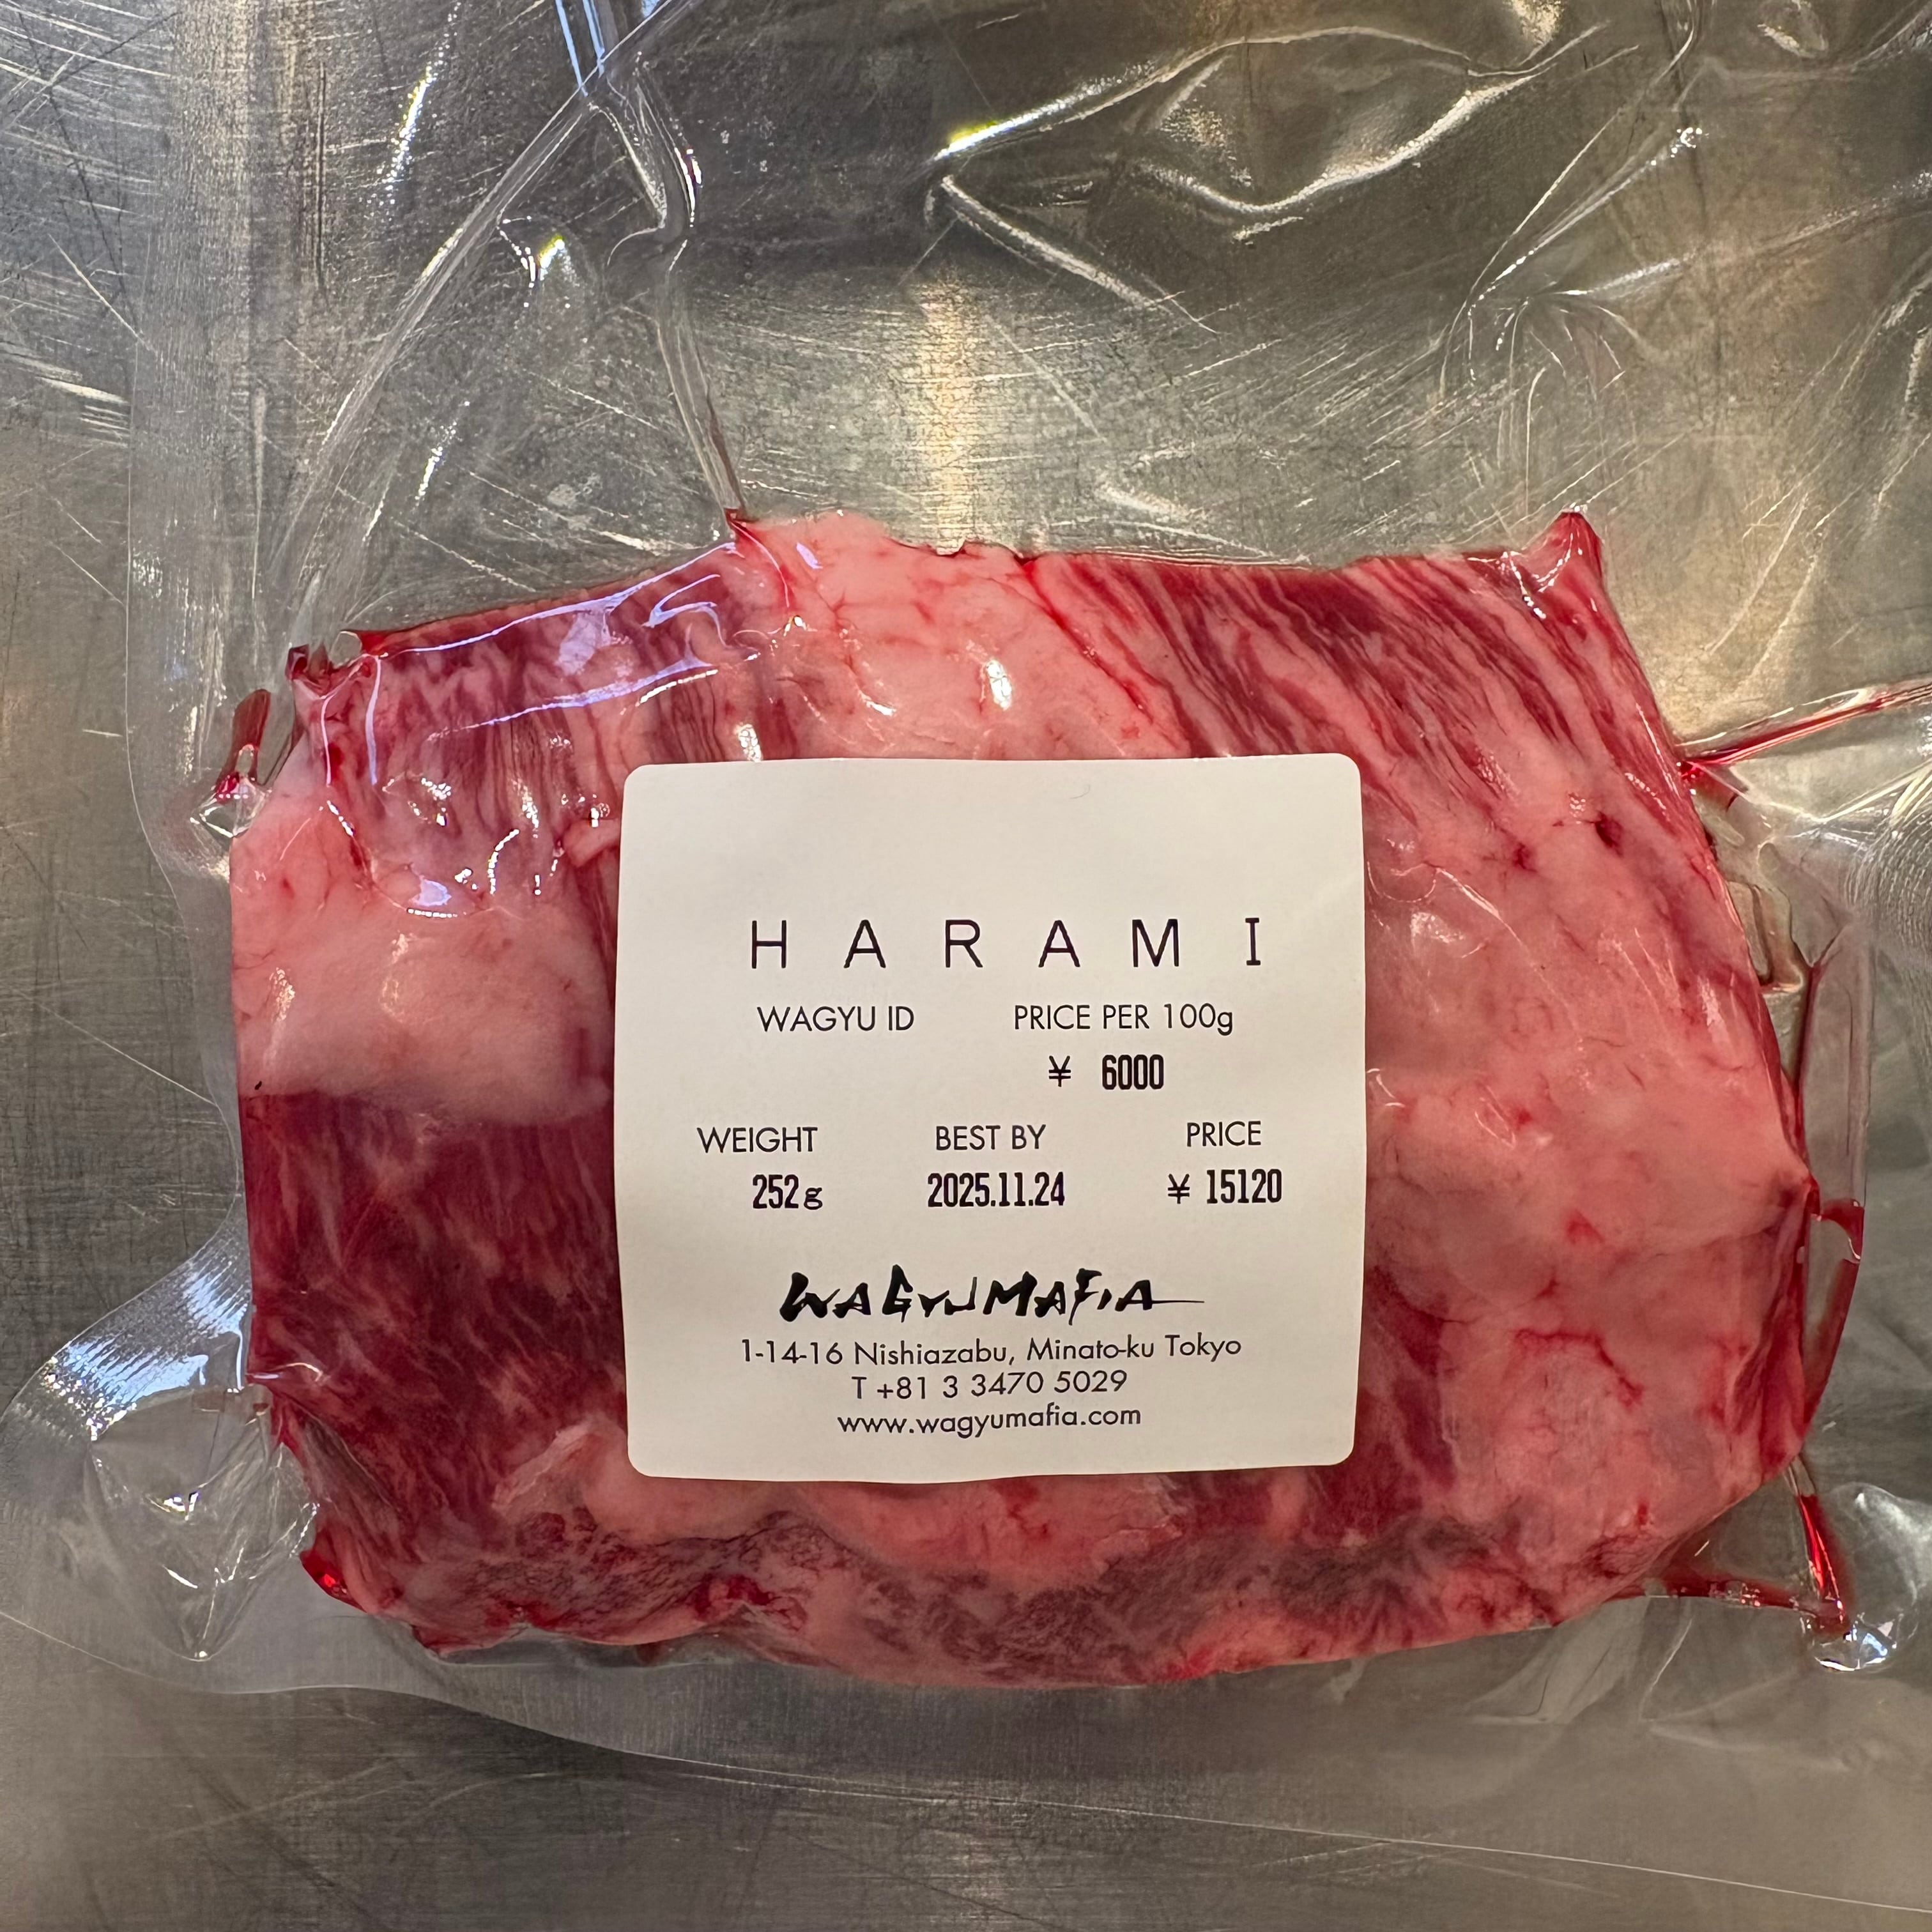 HARAMI
WAGYU ID PRICE PER 100g
¥ 6000
WEIGHT BEST BY PRICE
252g 2025.11.24 ¥ 15120
WAGYUMAFIA
1-14-16 Nishiazabu, Minato-ku Tokyo
T +81 3 3470 5029
www.wagyumafia.com